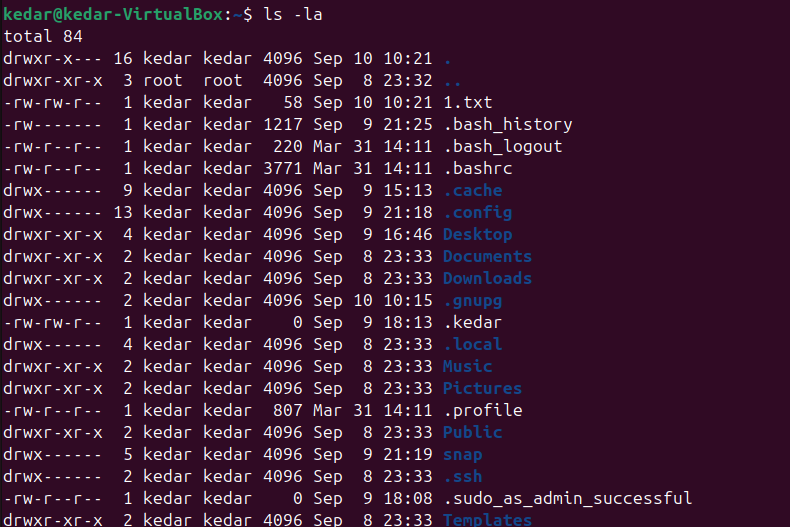 kedar@kedar-VirtualBox:~$ ls -la
total 84
drwxr-x--- 16 kedar kedar 4096 Sep 10 10:21 .
drwxr-xr-x  3 root  root  4096 Sep  8 23:32 ..
-rw-rw-r--  1 kedar kedar   58 Sep 10 10:21 1.txt
-rw-------  1 kedar kedar 1217 Sep  9 21:25 .bash_history
-rw-r--r--  1 kedar kedar  220 Mar 31 14:11 .bash_logout
-rw-r--r--  1 kedar kedar 3771 Mar 31 14:11 .bashrc
drwx------  9 kedar kedar 4096 Sep  9 15:13 .cache
drwx------ 13 kedar kedar 4096 Sep  9 21:18 .config
drwxr-xr-x  4 kedar kedar 4096 Sep  9 16:46 Desktop
drwxr-xr-x  2 kedar kedar 4096 Sep  8 23:33 Documents
drwxr-xr-x  2 kedar kedar 4096 Sep  8 23:33 Downloads
drwx------  2 kedar kedar 4096 Sep 10 10:15 .gnupg
-rw-rw-r--  1 kedar kedar    0 Sep  9 18:13 .kedar
drwx------  4 kedar kedar 4096 Sep  8 23:33 .local
drwxr-xr-x  2 kedar kedar 4096 Sep  8 23:33 Music
drwxr-xr-x  2 kedar kedar 4096 Sep  8 23:33 Pictures
-rw-r--r--  1 kedar kedar  807 Mar 31 14:11 .profile
drwxr-xr-x  2 kedar kedar 4096 Sep  8 23:33 Public
drwx------  5 kedar kedar 4096 Sep  9 21:19 snap
drwx------  2 kedar kedar 4096 Sep  8 23:33 .ssh
-rw-r--r--  1 kedar kedar    0 Sep  9 18:08 .sudo_as_admin_successful
drwxr-xr-x  2 kedar kedar 4096 Sep  8 23:33 Templates